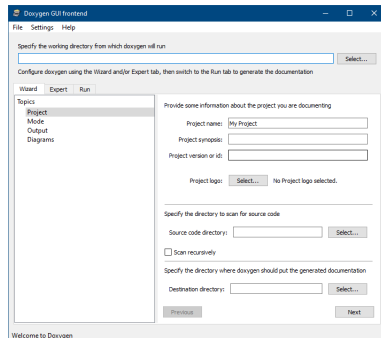 Doxygen GUI frontend
File Settings Help
Specify the working directory from which doxygen will run
Select...
Configure doxygen using the Wizard and/or Expert tab, then switch to the Run tab to generate the documentation
Wizard Expert Run
Topics
Project
Mode
Output
Diagrams
Provide some information about the project you are documenting
Project name: My Project
Project synopsis:
Project version or id:
Project logo: Select... No Project logo selected.
Specify the directory to scan for source code
Source code directory: Select...
Scan recursively
Specify the directory where doxygen should put the generated documentation
Destination directory: Select...
Previous Next
Welcome to Doxygen